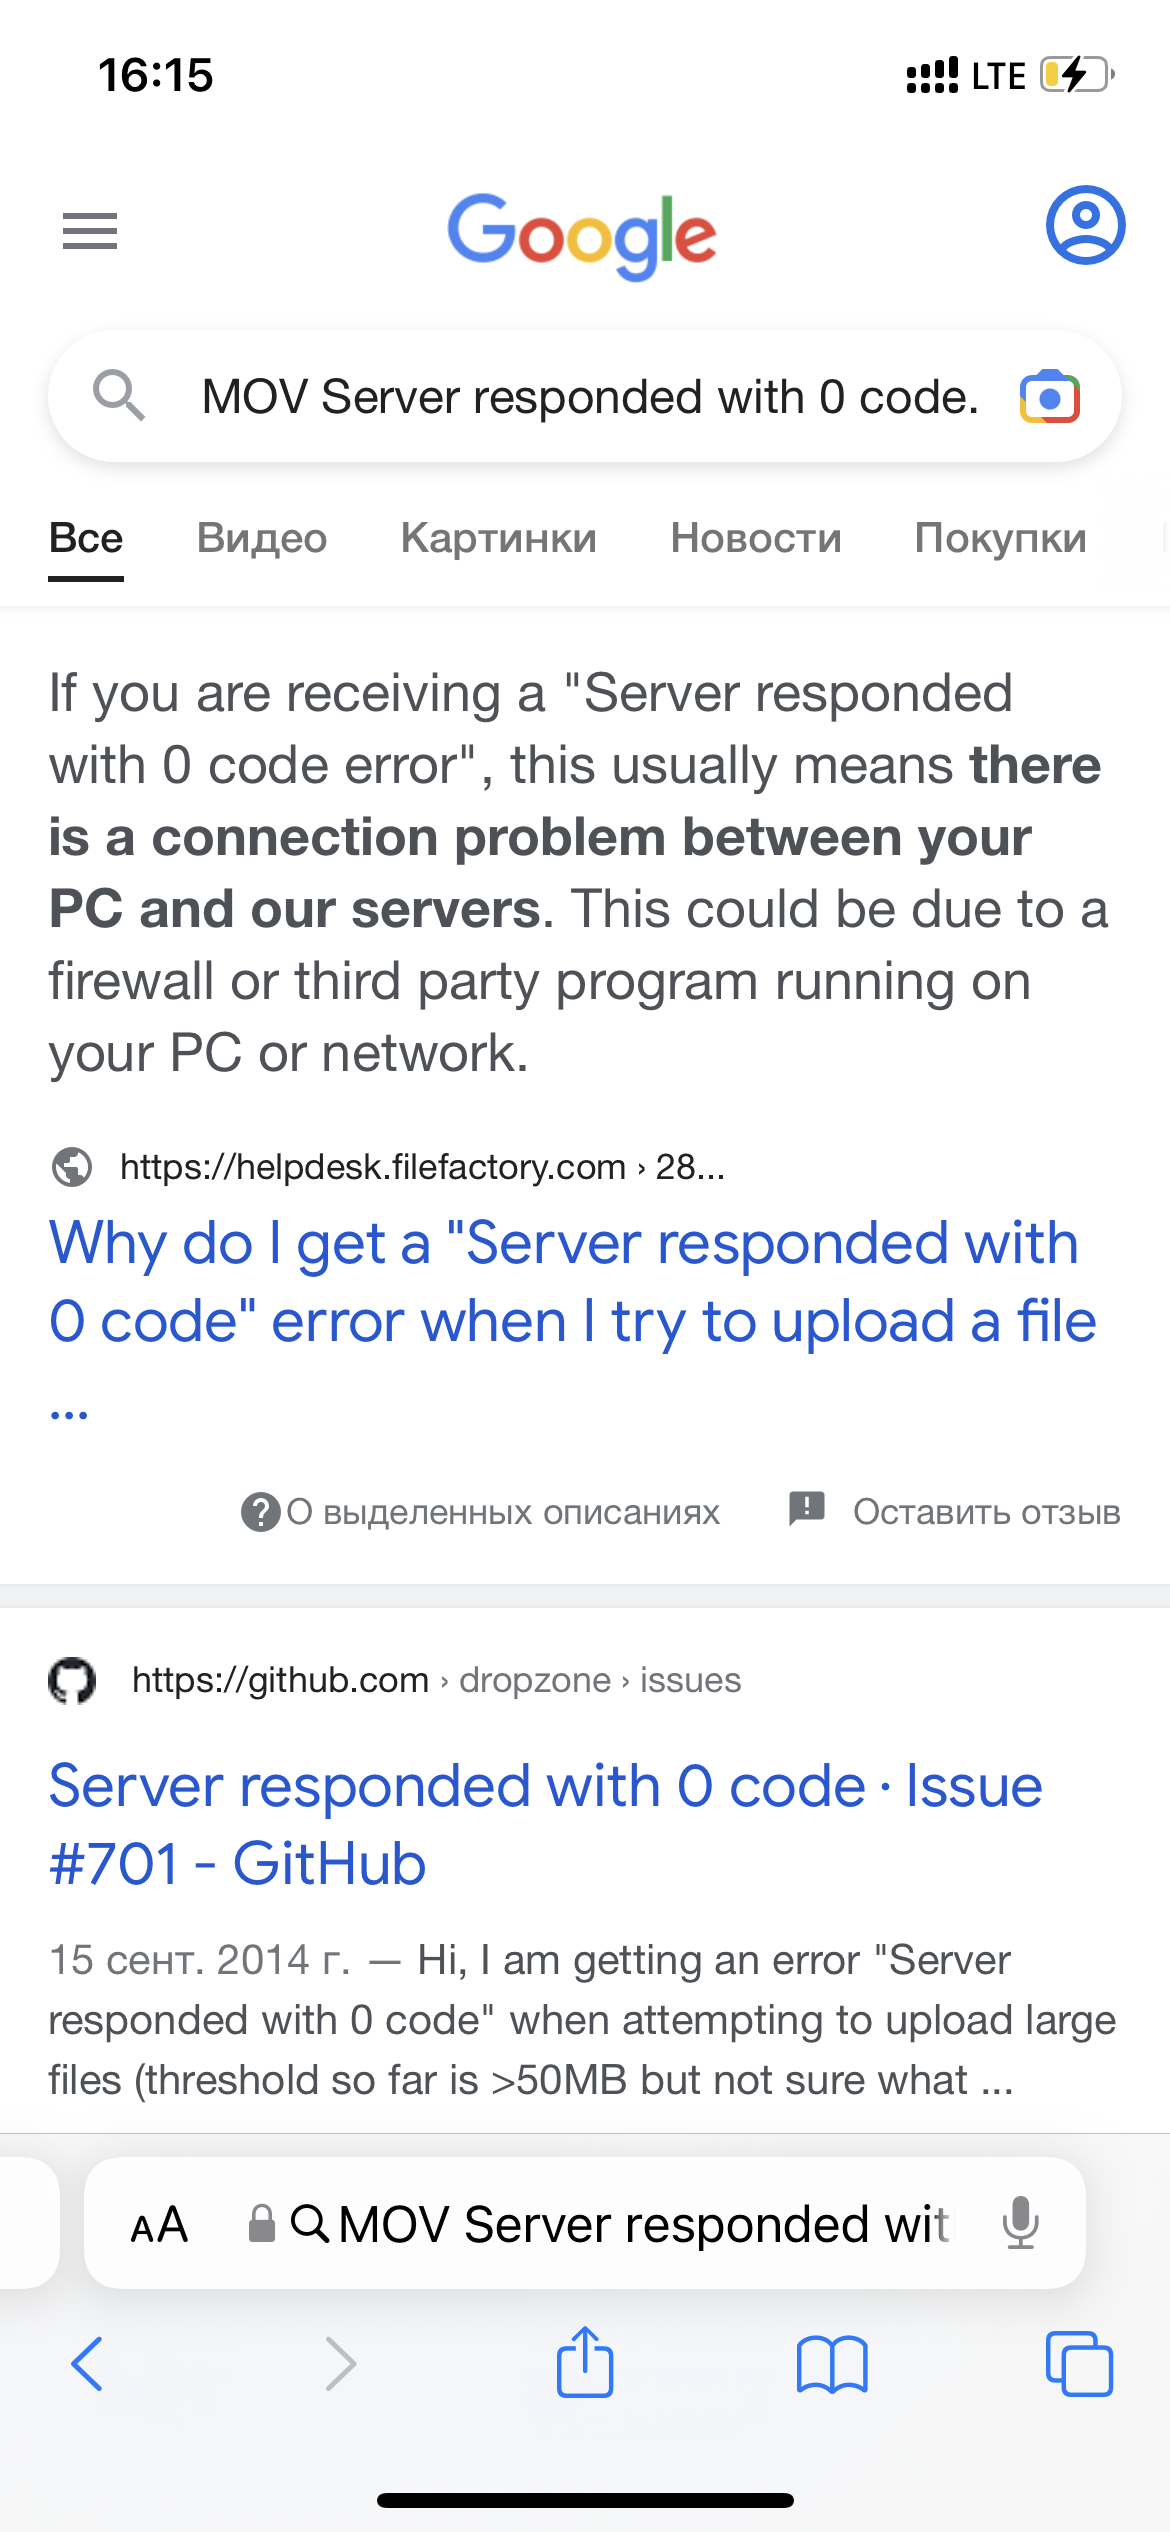 16:15
LTE
Google
MOV Server responded with 0 code.
Все Видео Картинки Новости Покупки
If you are receiving a "Server responded
with 0 code error", this usually means there
is a connection problem between your
PC and our servers. This could be due to a
firewall or third party program running on
your PC or network.
https://helpdesk.filefactory.com › 28...
Why do I get a "Server responded with
0 code" error when I try to upload a file
...
О выделенных описаниях Оставить отзыв
https://github.com › dropzone › issues
Server responded with 0 code · Issue
#701 - GitHub
15 сент. 2014 г. — Hi, I am getting an error "Server
responded with 0 code" when attempting to upload large
files (threshold so far is >50MB but not sure what ...
AA MOV Server responded wit